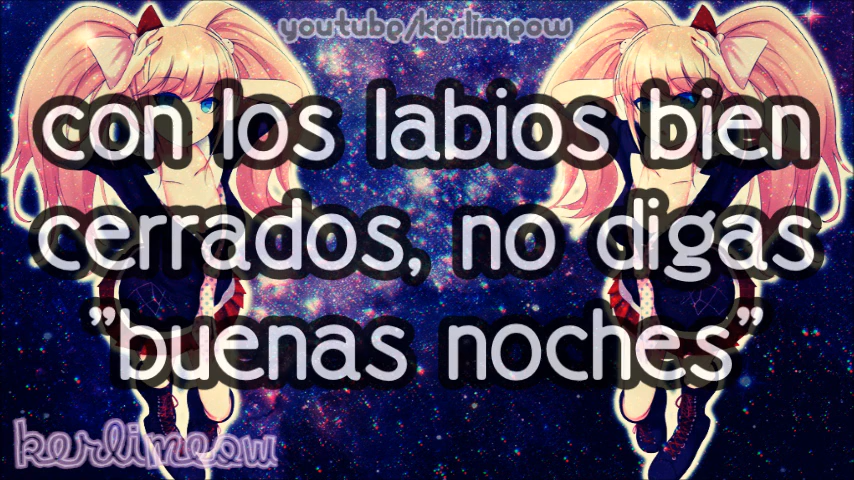 youtube/kerlimeow
con los labios bien
cerrados, no digas
"buenas noches"
kerlimeow